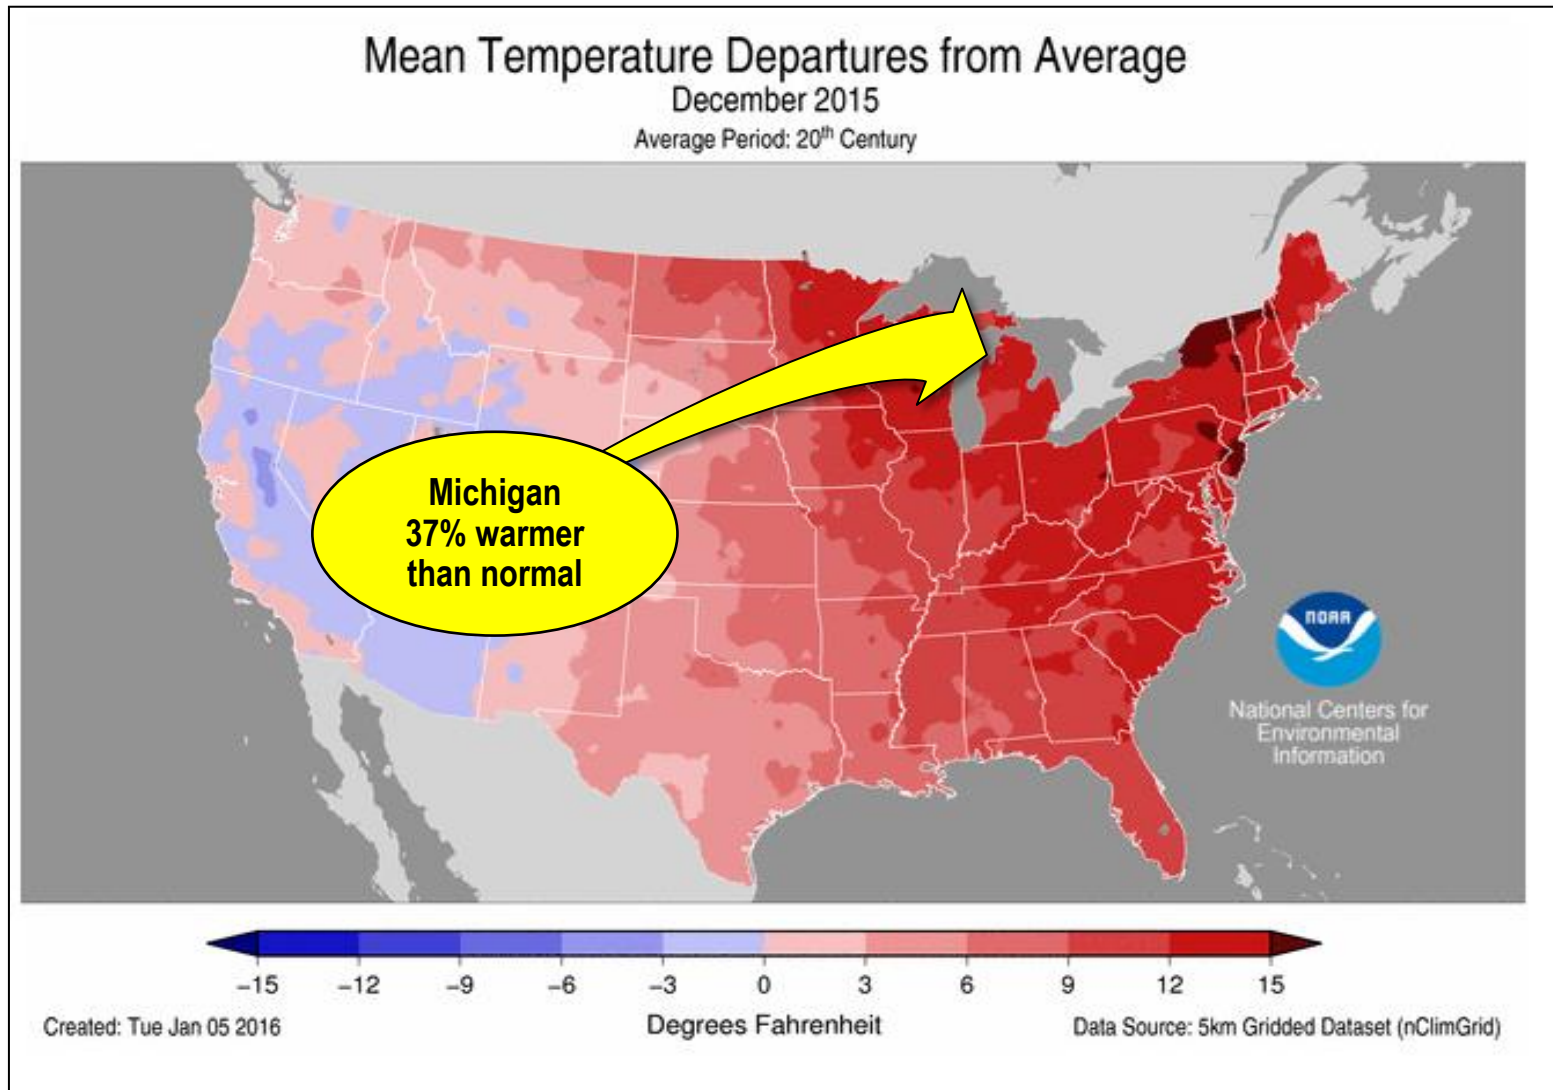 Mean Temperature Departures from Average
December 2015
Average Period: 20th Century
Michigan
37% warmer
than normal
NOAA
National Centers for
Environmental
Information
−15 −12 −9 −6 −3 0 3 6 9 12 15
Created: Tue Jan 05 2016
Degrees Fahrenheit
Data Source: 5km Gridded Dataset (nClimGrid)